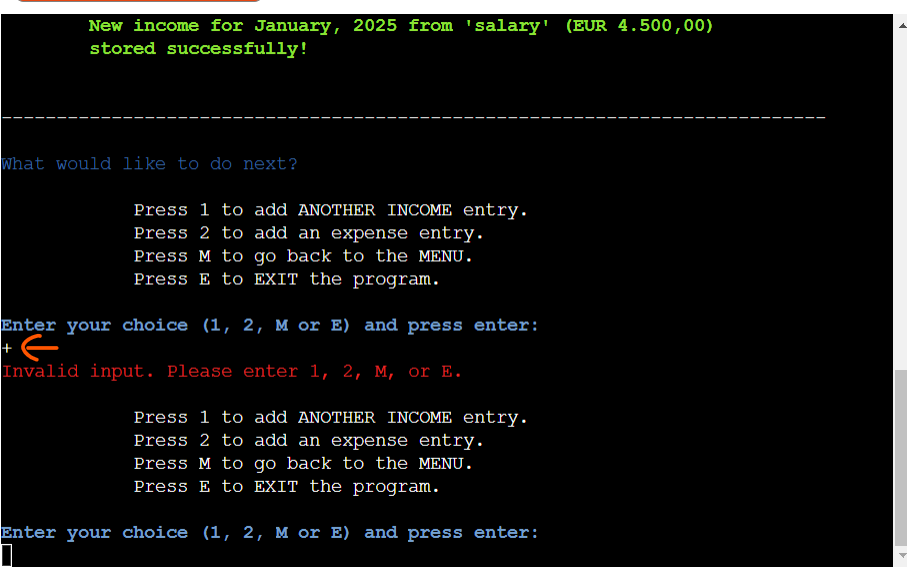 New income for January, 2025 from 'salary' (EUR 4.500,00)
stored successfully!
--------------------------------------------------------------------------
What would like to do next?
Press 1 to add ANOTHER INCOME entry.
Press 2 to add an expense entry.
Press M to go back to the MENU.
Press E to EXIT the program.
Enter your choice (1, 2, M or E) and press enter:
+
Invalid input. Please enter 1, 2, M, or E.
Press 1 to add ANOTHER INCOME entry.
Press 2 to add an expense entry.
Press M to go back to the MENU.
Press E to EXIT the program.
Enter your choice (1, 2, M or E) and press enter: